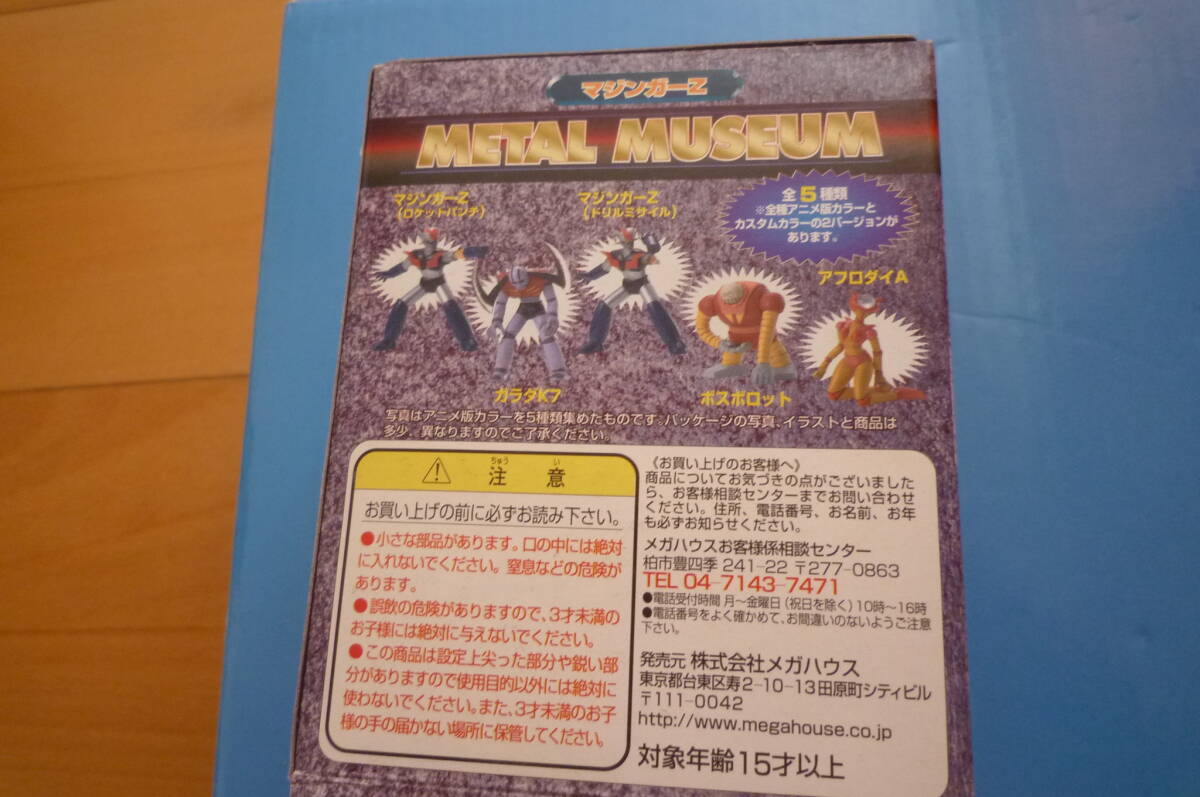 マジンガーZ
METAL MUSEUM
マジンガーZ
（ロケットパンチ）
マジンガーZ
（ドリルミサイル）
全5種類
※全種アニメ版カラーと
カスタムカラーの2バージョンが
あります。
アフロダイA
ガラダK7
ボスボロット
写真はアニメ版カラーを5種類集めたものです。パッケージの写真、イラストと商品は
多少、異なりますのでご了承ください。
ちゅう い
注意
お買い上げの前に必ずお読み下さい。
●小さな部品があります。口の中には絶対
に入れないでください。窒息などの危険が
あります。
●誤飲の危険がありますので、3才未満の
お子様には絶対に与えないでください。
●この商品は設定上尖った部分や鋭い部
分がありますので使用目的以外には絶対に
使わないでください。また、3才未満のお子
様の手の届かない場所に保管してください。
《お買い上げのお客様へ》
商品についてお気づきの点がございました
ら、お客様相談センターまでお問い合わせ
ください。住所、電話番号、お名前、お年
も必ずお知らせください。
メガハウスお客様係相談センター
柏市豊四季 241-22 〒277-0863
TEL 04-7143-7471
●電話受付時間 月～金曜日（祝日を除く）10時～16時
●電話番号をよく確かめて、お間違いのないようご注意
下さい。
発売元 株式会社メガハウス
東京都台東区寿2-10-13田原町シティビル
〒111-0042
http://www.megahouse.co.jp
対象年齢15才以上